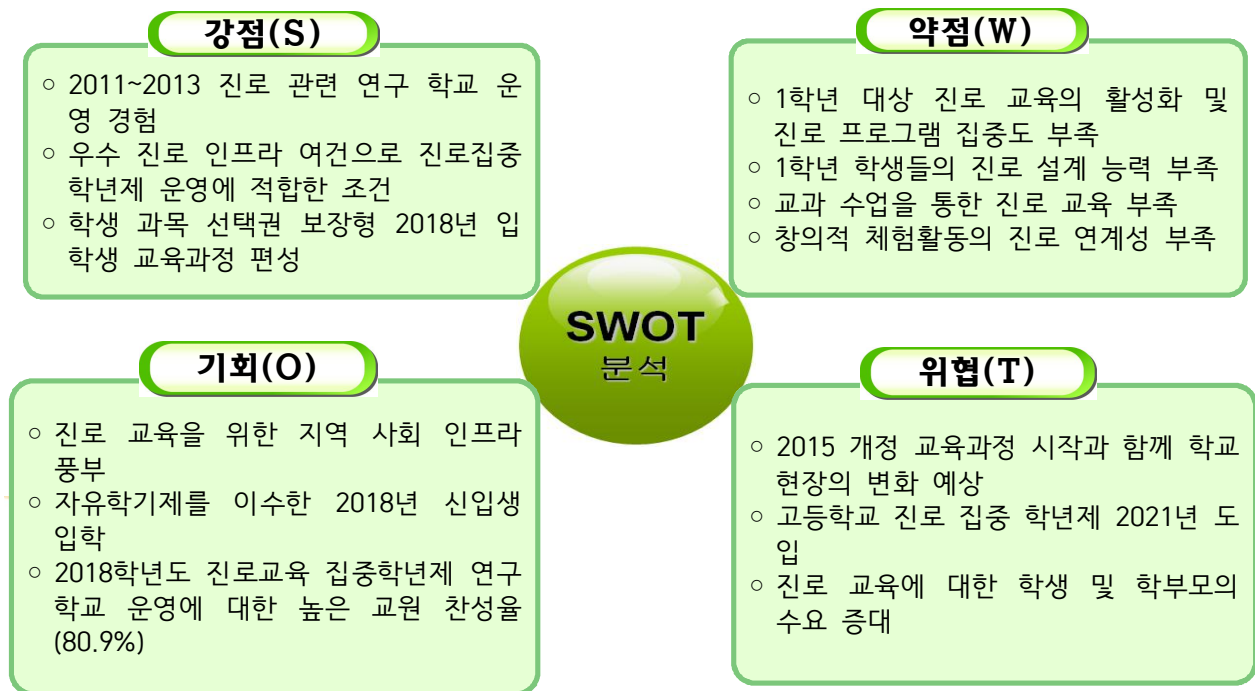 강점(S)
○ 2011~2013 진로 관련 연구 학교 운
영 경험
○ 우수 진로 인프라 여건으로 진로집중
학년제 운영에 적합한 조건
○ 학생 과목 선택권 보장형 2018년 입
학생 교육과정 편성
약점(W)
○ 1학년 대상 진로 교육의 활성화 및
진로 프로그램 집중도 부족
○ 1학년 학생들의 진로 설계 능력 부족
○ 교과 수업을 통한 진로 교육 부족
○ 창의적 체험활동의 진로 연계성 부족
SWOT
분석
기회(O)
○ 진로 교육을 위한 지역 사회 인프라
풍부
○ 자유학기제를 이수한 2018년 신입생
입학
○ 2018학년도 진로교육 집중학년제 연구
학교 운영에 대한 높은 교원 찬성율
(80.9%)
위협(T)
○ 2015 개정 교육과정 시작과 함께 학교
현장의 변화 예상
○ 고등학교 진로 집중 학년제 2021년 도
입
○ 진로 교육에 대한 학생 및 학부모의
수요 증대